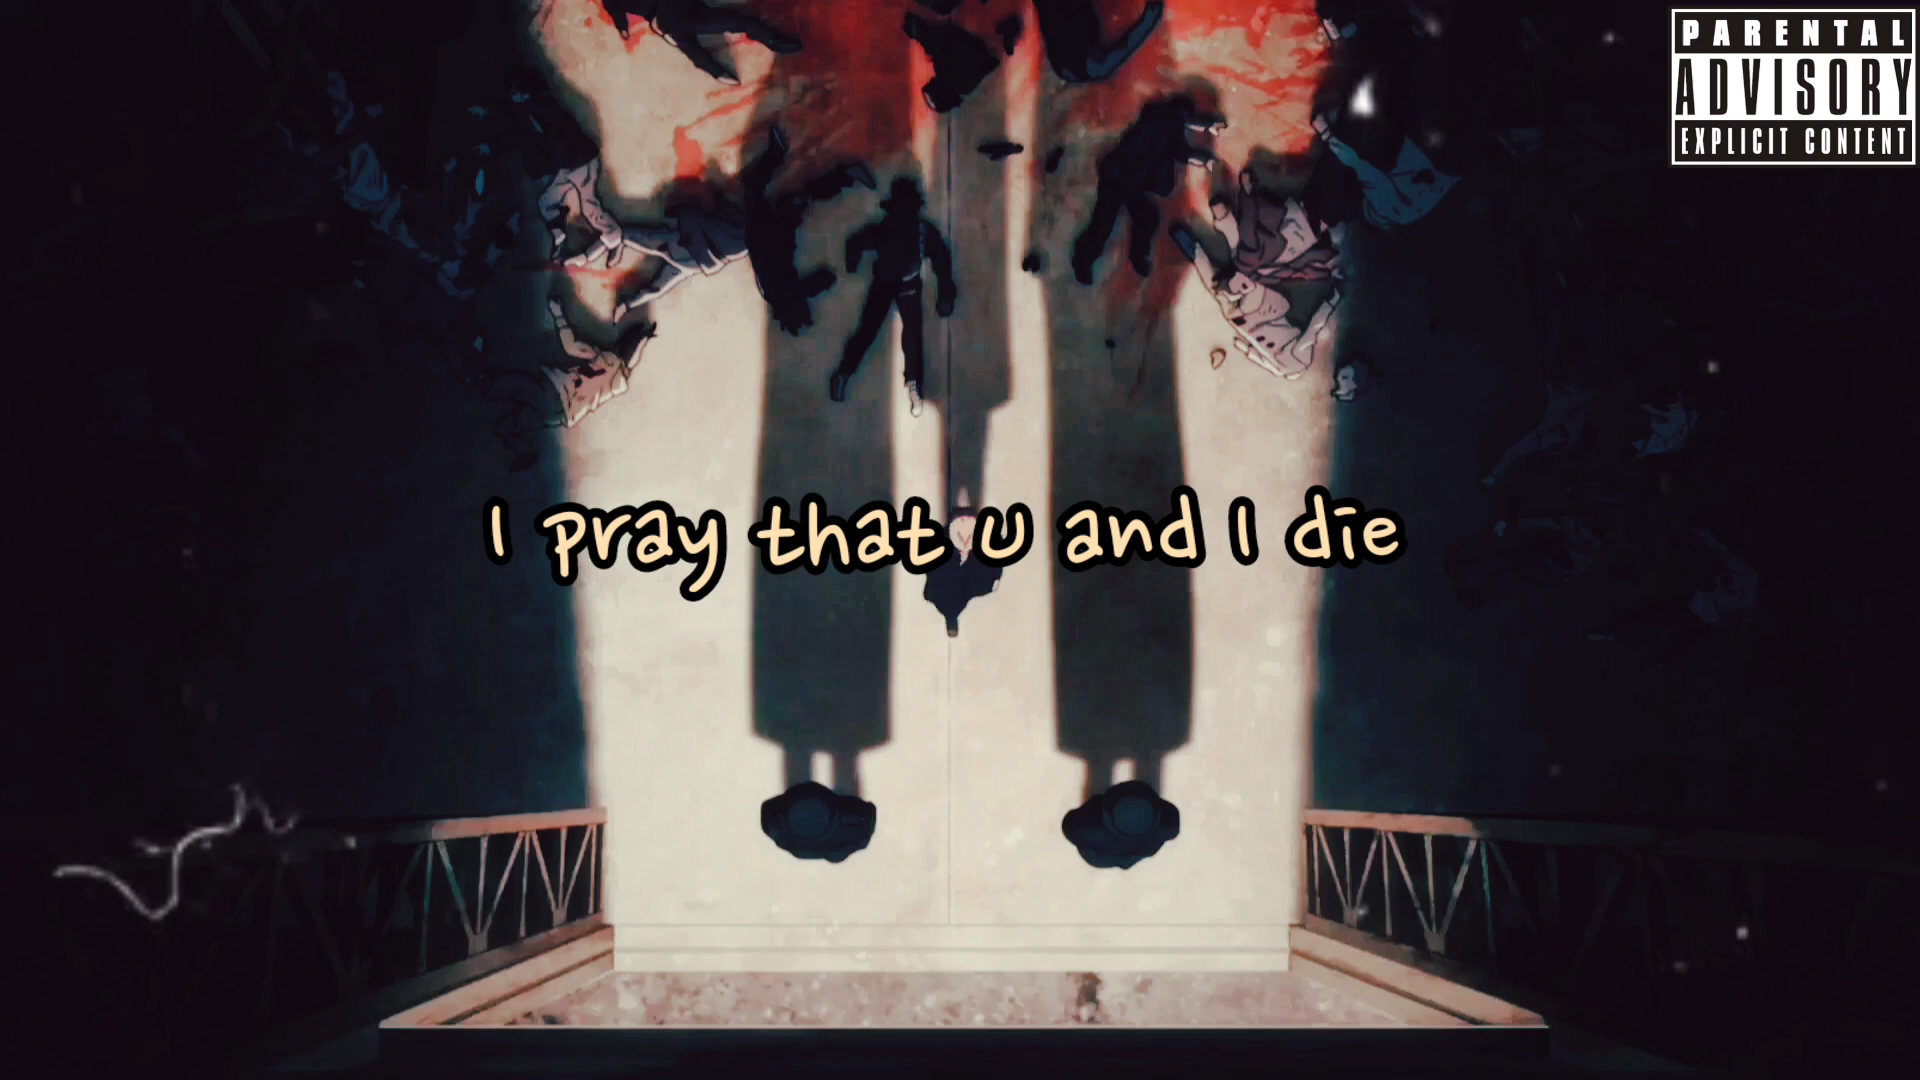 PARENTAL
ADVISORY
EXPLICIT CONTENT
I pray that u and I die